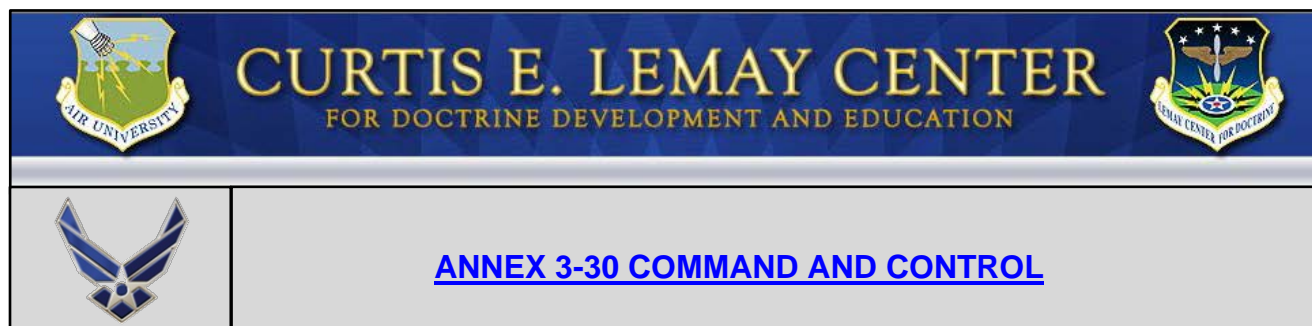 CURTIS E. LEMAY CENTER
FOR DOCTRINE DEVELOPMENT AND EDUCATION
AIR UNIVERSITY
LEMAY CENTER FOR DOCTRINE
ANNEX 3-30 COMMAND AND CONTROL